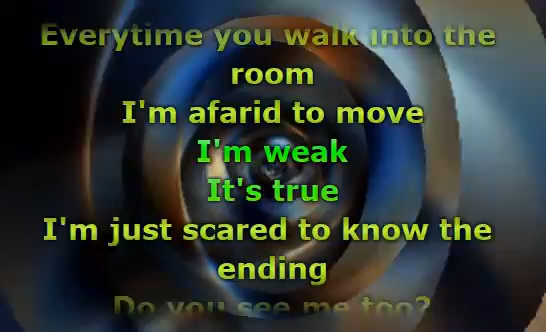 Everytime you walk into the
room
I'm afarid to move
I'm weak
It's true
I'm just scared to know the
ending
Do you see me too?